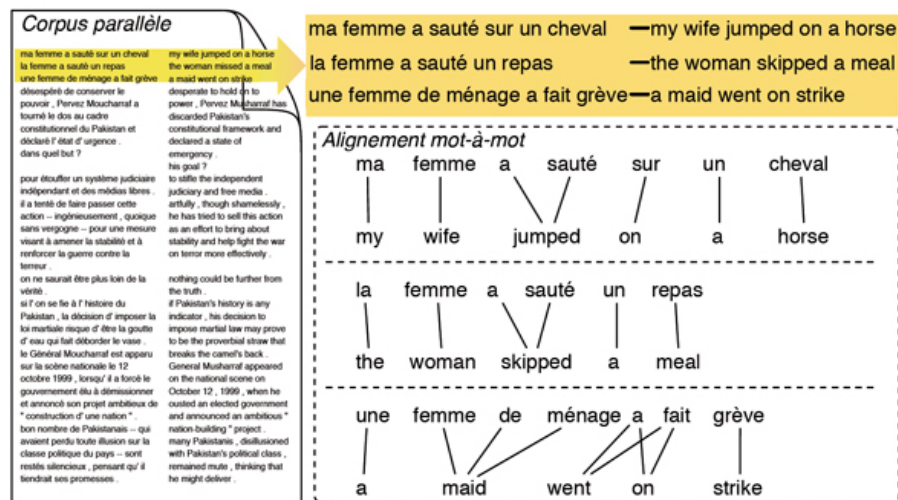 Corpus parallèle
ma femme a sauté sur un cheval
la femme a sauté un repas
une femme de ménage a fait grève
désespéré de conserver le
pouvoir , Pervez Moucharraf a
tourné le dos au cadre
constitutionnel du Pakistan et
déclaré l' état d' urgence .
dans quel but ?
pour étouffer un système judiciaire
indépendant et des médias libres .
il a tenté de faire passer cette
action -- ingénieusement , quoique
sans vergogne -- pour une mesure
visant à amener la stabilité et à
renforcer la guerre contre la
terreur .
on ne saurait être plus loin de la
vérité .
si l' on se fie à l' histoire du
Pakistan , la décision d' imposer la
loi martiale risque d' être la goutte
d' eau qui fait déborder le vase .
le Général Moucharraf est apparu
sur la scène nationale le 12
octobre 1999 , lorsqu' il a forcé le
gouvernement élu à démissionner
et annoncé son projet ambitieux de
" construction d' une nation " .
bon nombre de Pakistanais -- qui
avaient perdu toute illusion sur la
classe politique du pays -- sont
restés silencieux , pensant qu' il
tiendrait ses promesses .
my wife jumped on a horse
the woman missed a meal
a maid went on strike
desperate to hold on to
power , Pervez Musharraf has
discarded Pakistan's
constitutional framework and
declared a state of
emergency .
his goal ?
to stifle the independent
judiciary and free media .
artfully , though shamelessly ,
he has tried to sell this action
as an effort to bring about
stability and help fight the war
on terror more effectively .
nothing could be further from
the truth .
if Pakistan's history is any
indicator , his decision to
impose martial law may prove
to be the proverbial straw that
breaks the camel's back .
General Musharraf appeared
on the national scene on
October 12 , 1999 , when he
ousted an elected government
and announced an ambitious "
nation-building " project .
many Pakistanis , disillusioned
with Pakistan's political class ,
remained mute , thinking that
he might deliver .
ma femme a sauté sur un cheval —my wife jumped on a horse
la femme a sauté un repas —the woman skipped a meal
une femme de ménage a fait grève—a maid went on strike
Alignement mot-à-mot
ma femme a sauté sur un cheval
my wife jumped on a horse
la femme a sauté un repas
the woman skipped a meal
une femme de ménage a fait grève
a maid went on strike